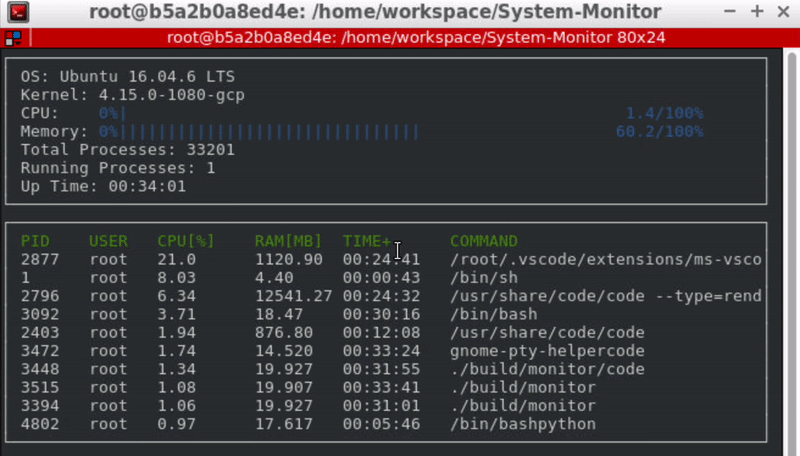 root@b5a2b0a8ed4e: /home/workspace/System-Monitor
root@b5a2b0a8ed4e: /home/workspace/System-Monitor 80x24
OS: Ubuntu 16.04.6 LTS
Kernel: 4.15.0-1080-gcp
CPU: 0%| 1.4/100%
Memory: 0%||||||||||||||||||||||||||||||| 60.2/100%
Total Processes: 33201
Running Processes: 1
Up Time: 00:34:01
PID USER CPU[%] RAM[MB] TIME+ COMMAND
2877 root 21.0 1120.90 00:24:41 /root/.vscode/extensions/ms-vsco
1 root 8.03 4.40 00:00:43 /bin/sh
2796 root 6.34 12541.27 00:24:32 /usr/share/code/code --type=rend
3092 root 3.71 18.47 00:30:16 /bin/bash
2403 root 1.94 876.80 00:12:08 /usr/share/code/code
3472 root 1.74 14.520 00:33:24 gnome-pty-helpercode
3448 root 1.34 19.927 00:31:55 ./build/monitor/code
3515 root 1.08 19.907 00:33:41 ./build/monitor
3394 root 1.06 19.927 00:31:01 ./build/monitor
4802 root 0.97 17.617 00:05:46 /bin/bashpython